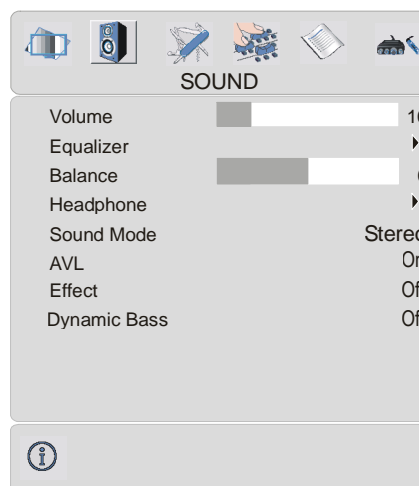 SOUND
Volume
Equalizer
Balance
Headphone
Sound Mode
AVL
Effect
Dynamic Bass